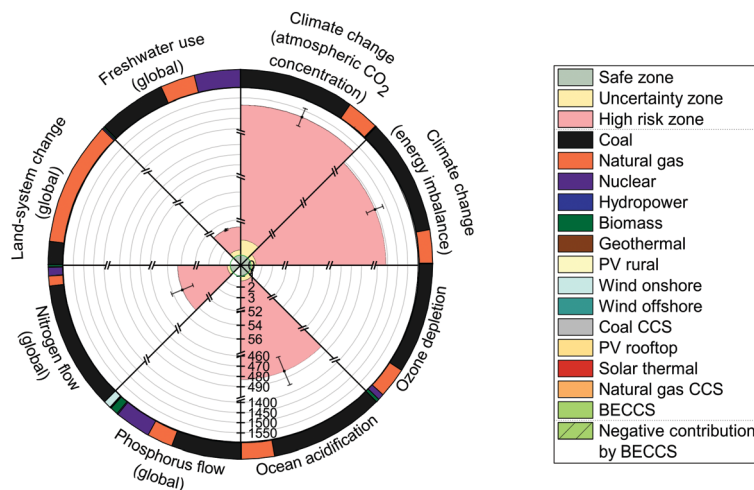 Climate change
(atmospheric CO2
concentration)
Freshwater use
(global)
Climate change
(energy imbalance)
Land-system change
(global)
Ozone depletion
Nitrogen flow
(global)
Phosphorus flow
(global)
Ocean acidification
0
1
2
3
52
54
56
460
470
480
490
1400
1450
1500
1550
Safe zone
Uncertainty zone
High risk zone
Coal
Natural gas
Nuclear
Hydropower
Biomass
Geothermal
PV rural
Wind onshore
Wind offshore
Coal CCS
PV rooftop
Solar thermal
Natural gas CCS
BECCS
Negative contribution
by BECCS